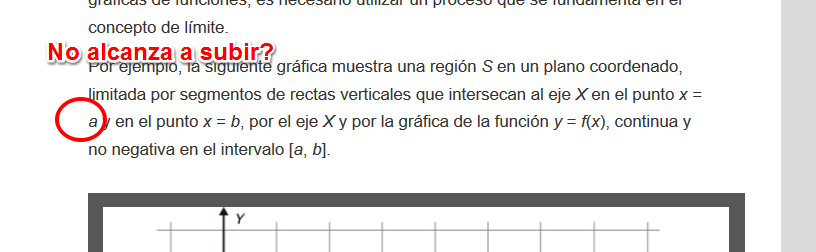 gráficas de funciones, es necesario utilizar un proceso que se fundamenta en el
concepto de límite.
No alcanza a subir?
Por ejemplo, la siguiente gráfica muestra una región S en un plano coordenado,
limitada por segmentos de rectas verticales que intersecan al eje X en el punto x =
a y en el punto x = b, por el eje X y por la gráfica de la función y = f(x), continua y
no negativa en el intervalo [a, b].
Y